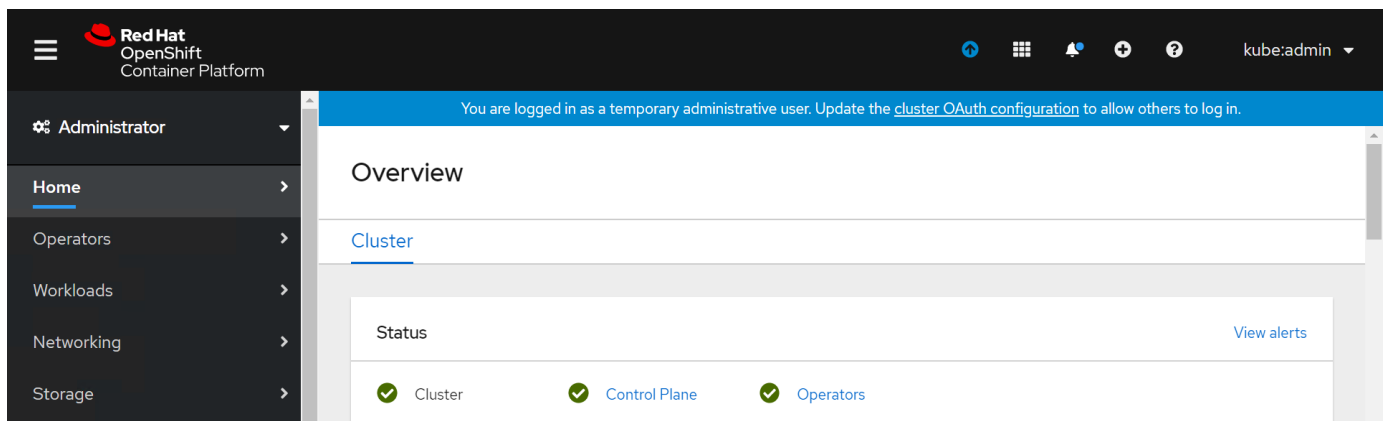 Red Hat
OpenShift
Container Platform
kube:admin
You are logged in as a temporary administrative user. Update the cluster OAuth configuration to allow others to log in.
Administrator
Home
Operators
Workloads
Networking
Storage
Overview
Cluster
Status
View alerts
Cluster Control Plane Operators